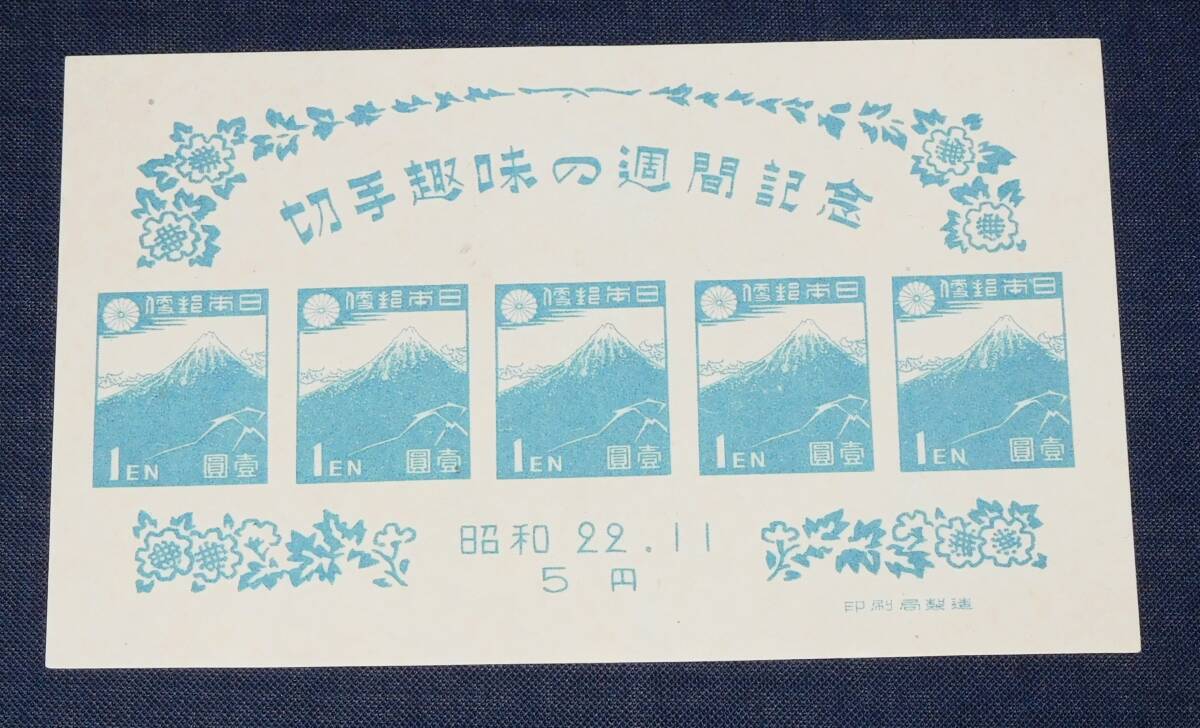 切手趣味の週間記念
日本郵便
1EN 壹圓
日本郵便
1EN 壹圓
日本郵便
1EN 壹圓
日本郵便
1EN 壹圓
日本郵便
1EN 壹圓
昭和 22.11
5 円
印刷局製造